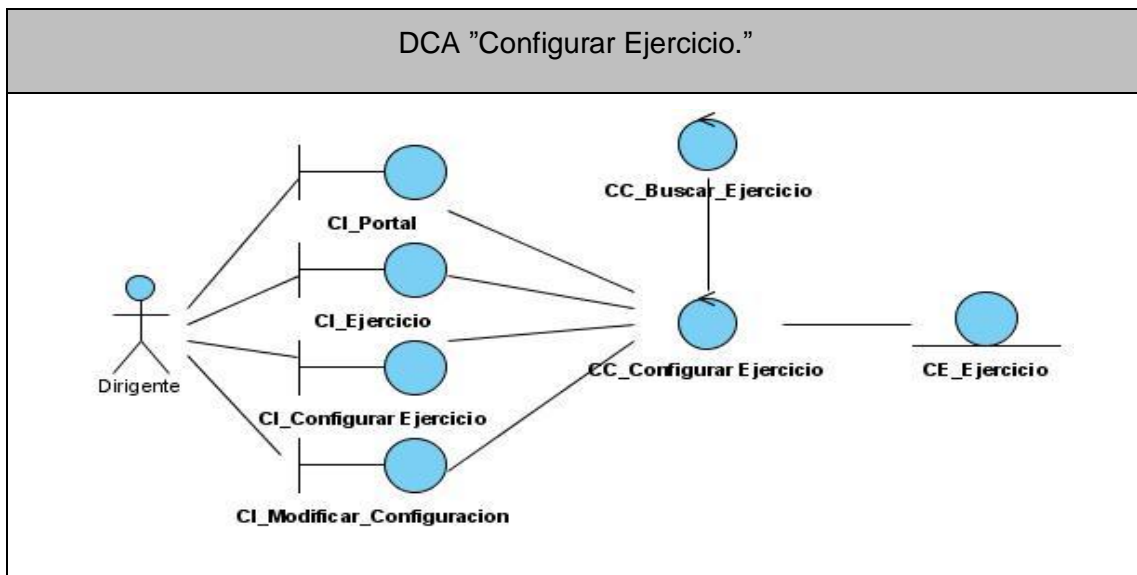 DCA ”Configurar Ejercicio.”
CC_Buscar_Ejercicio
CI_Portal
CI_Ejercicio
Dirigente
CC_Configurar Ejercicio
CE_Ejercicio
CI_Configurar Ejercicio
CI_Modificar_Configuracion